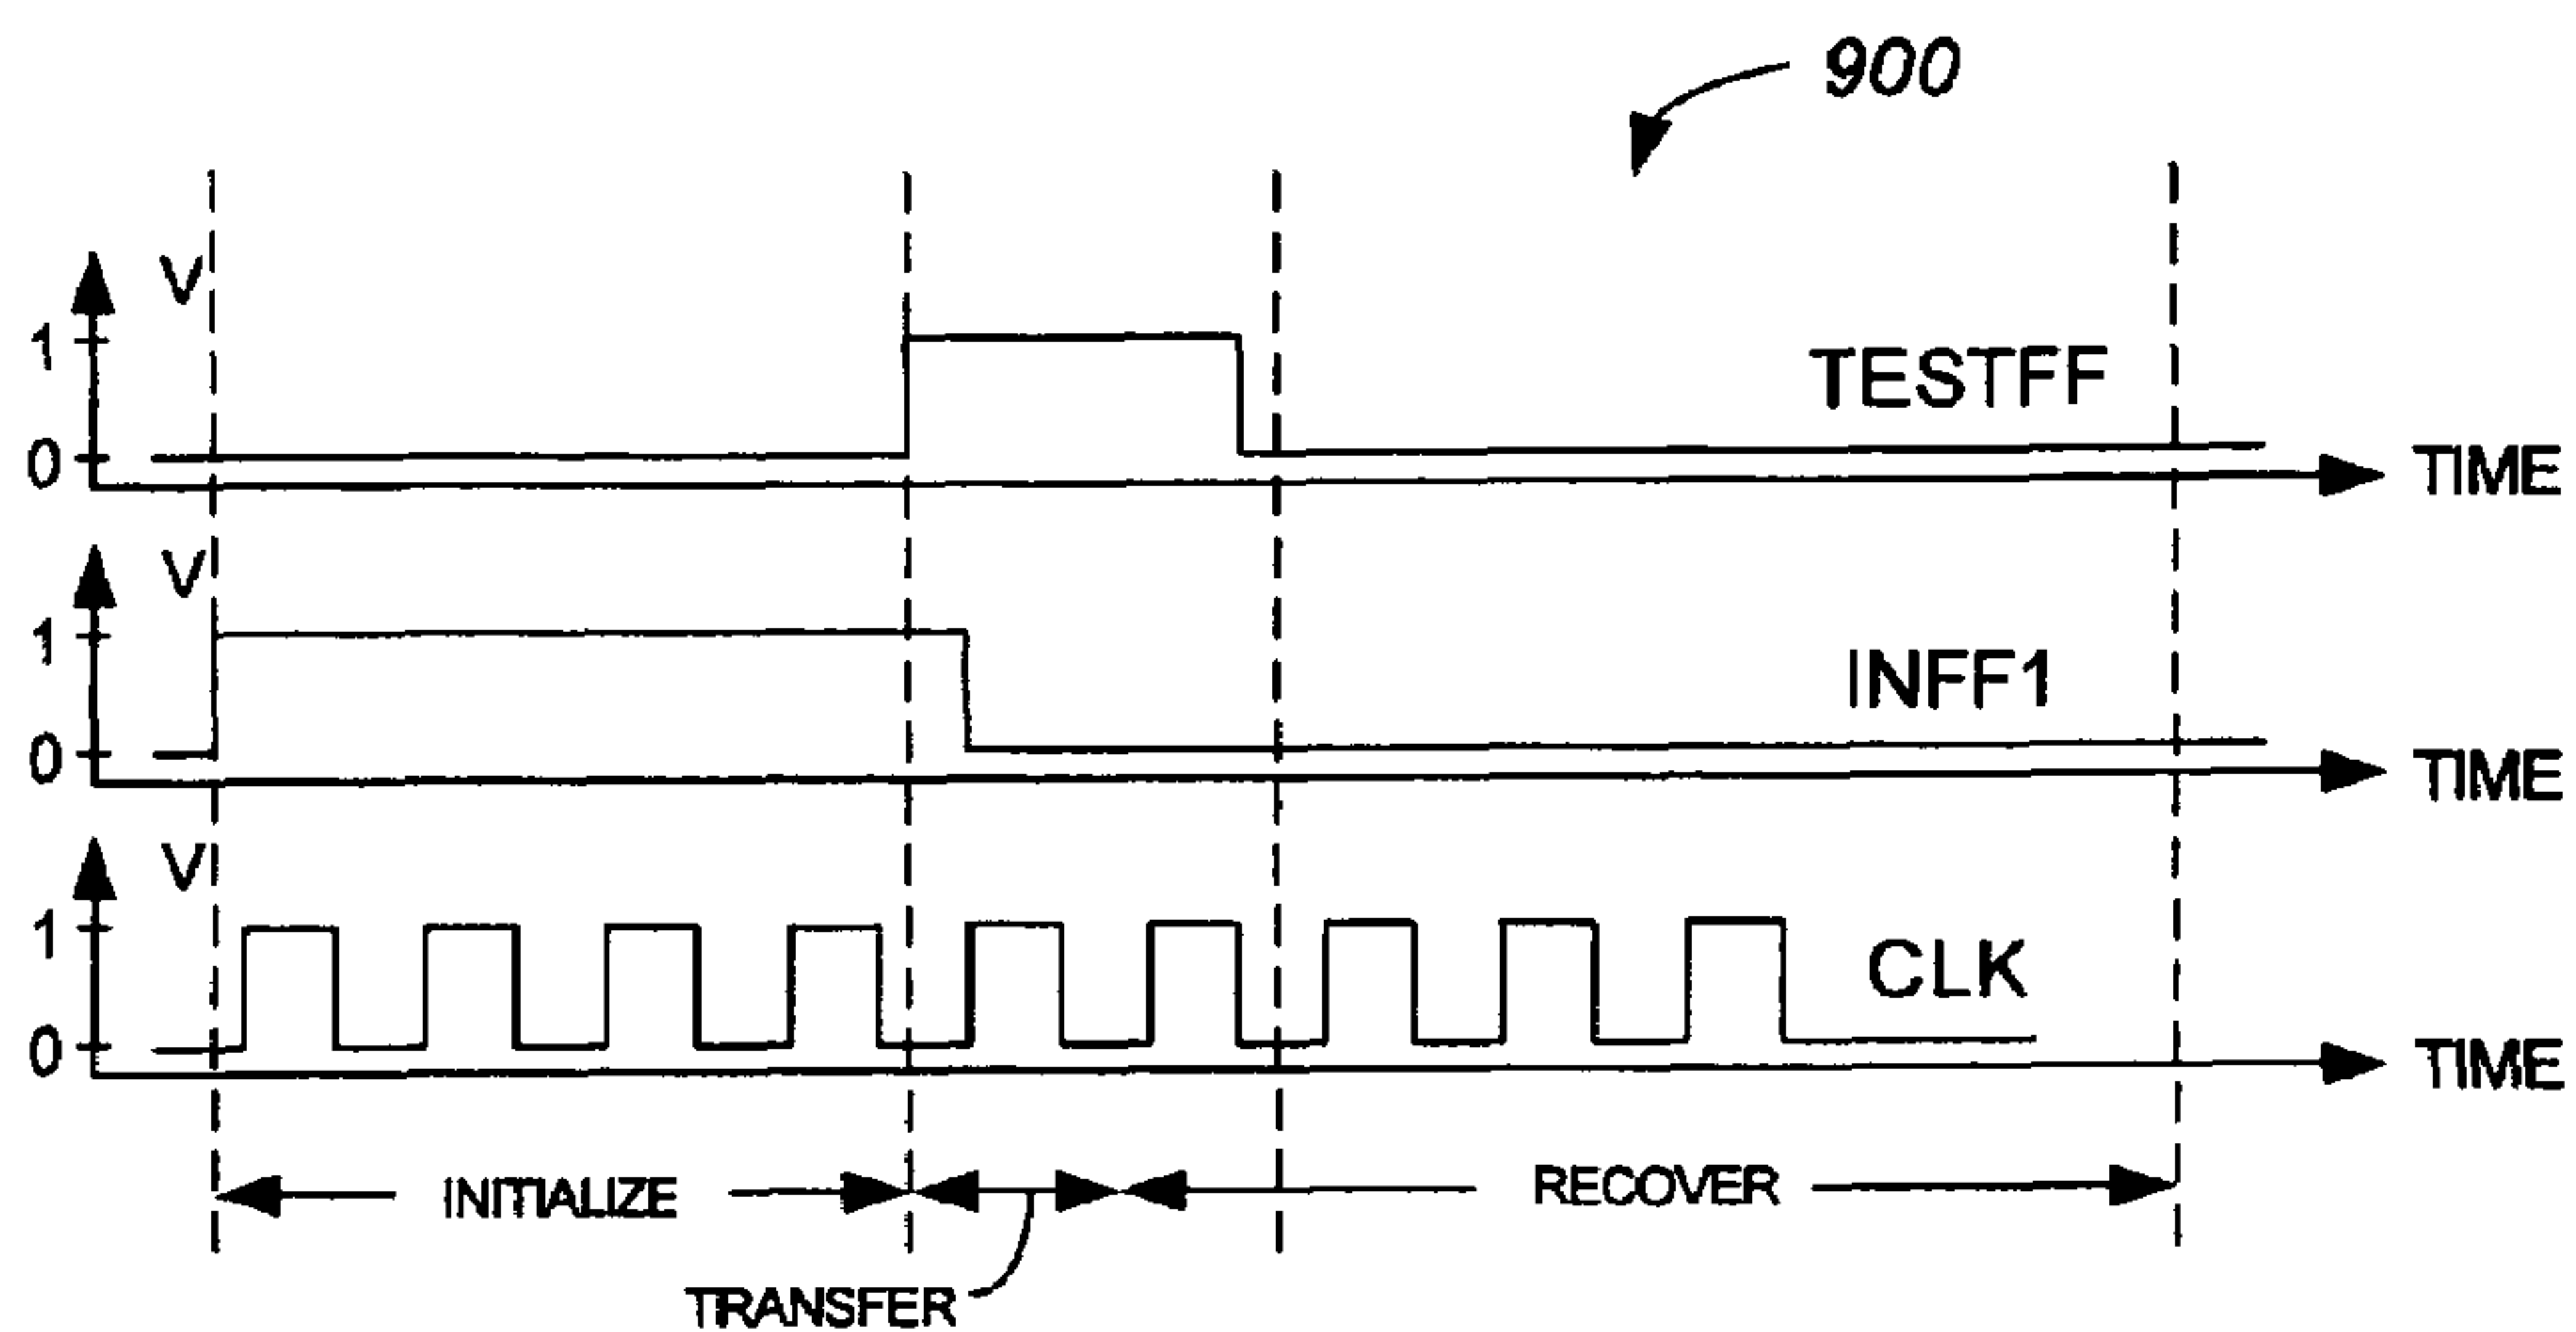 900
V
1
TESTFF
0
TIME
V
1
INFF1
0
TIME
V
1
CLK
0
TIME
INITIALIZE
RECOVER
TRANSFER